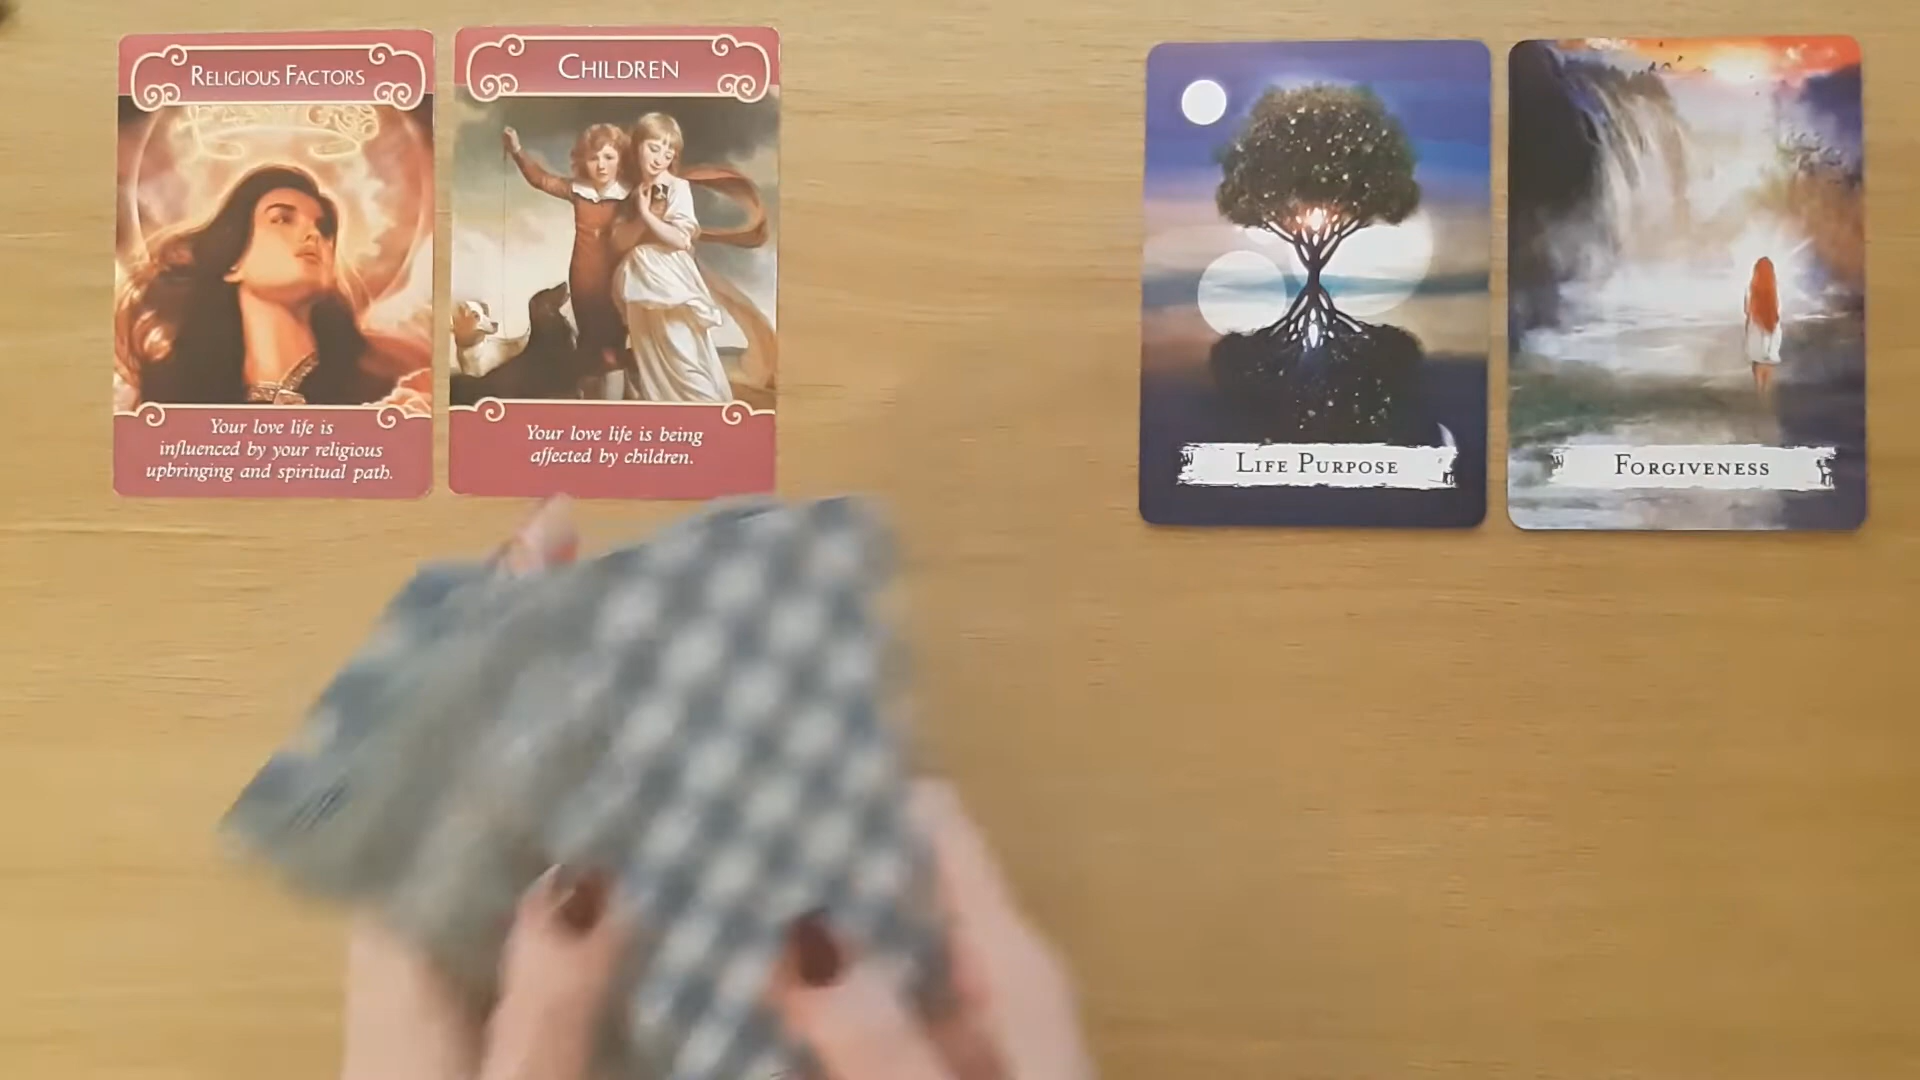 Religious Factors
Your love life is
influenced by your religious
upbringing and spiritual path.
Children
Your love life is being
affected by children.
Life Purpose
Forgiveness